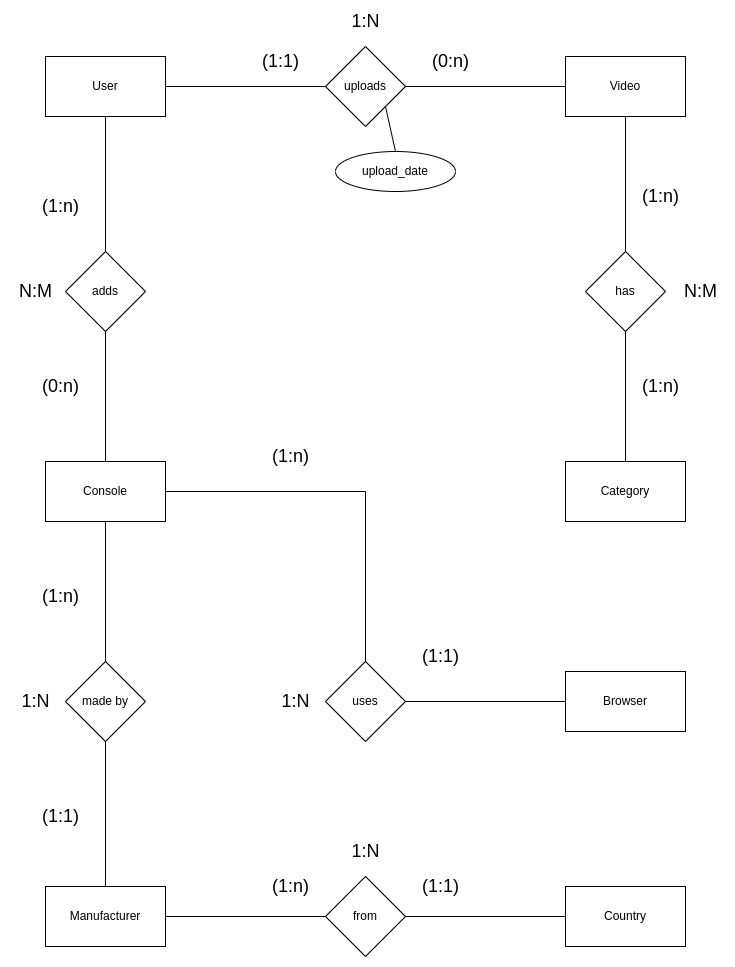 1:N
(1:1)
(0:n)
User
uploads
Video
upload_date
(1:n)
(1:n)
N:M
adds
has
N:M
(0:n)
(1:n)
(1:n)
Console
Category
(1:n)
(1:1)
1:N
made by
1:N
uses
Browser
(1:1)
1:N
(1:n)
(1:1)
Manufacturer
from
Country